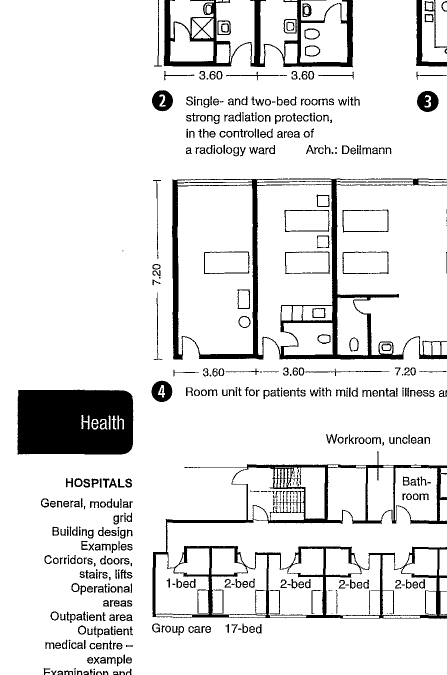 3.60
3.60
2
Single- and two-bed rooms with
strong radiation protection,
in the controlled area of
a radiology ward Arch.: Deilmann
3
7.20
3.60
3.60
7.20
4
Room unit for patients with mild mental illness
Health
HOSPITALS
General, modular
grid
Building design
Examples
Corridors, doors,
stairs, lifts
Operational
areas
Outpatient area
Outpatient
medical centre –
example
Examination and
Workroom, unclean
Bath-
room
1-bed
2-bed
2-bed
2-bed
2-bed
Group care 17-bed